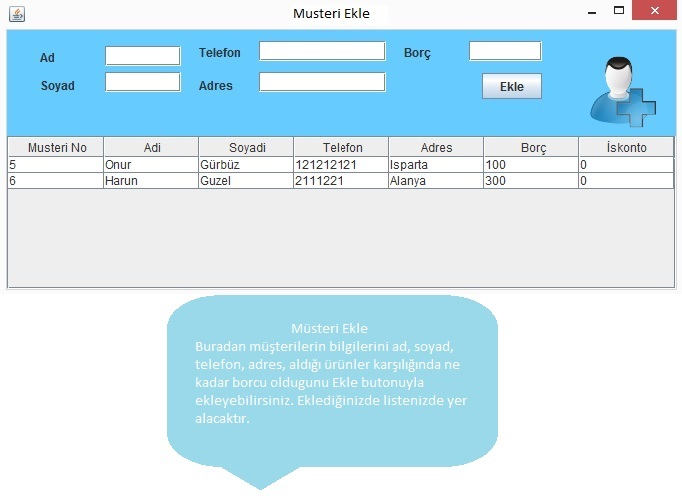 Musteri Ekle
Ad
Telefon
Borç
Soyad
Adres
Ekle
Musteri No Adi Soyadi Telefon Adres Borç İskonto
5 Onur Gürbüz 121212121 Isparta 100 0
6 Harun Guzel 2111221 Alanya 300 0
Müsteri Ekle
Buradan müşterilerin bilgilerini ad, soyad,
telefon, adres, aldığı ürünler karşılığında ne
kadar borcu oldugunu Ekle butonuyla
ekleyebilirsiniz. Eklediğinizde listenizde yer
alacaktır.